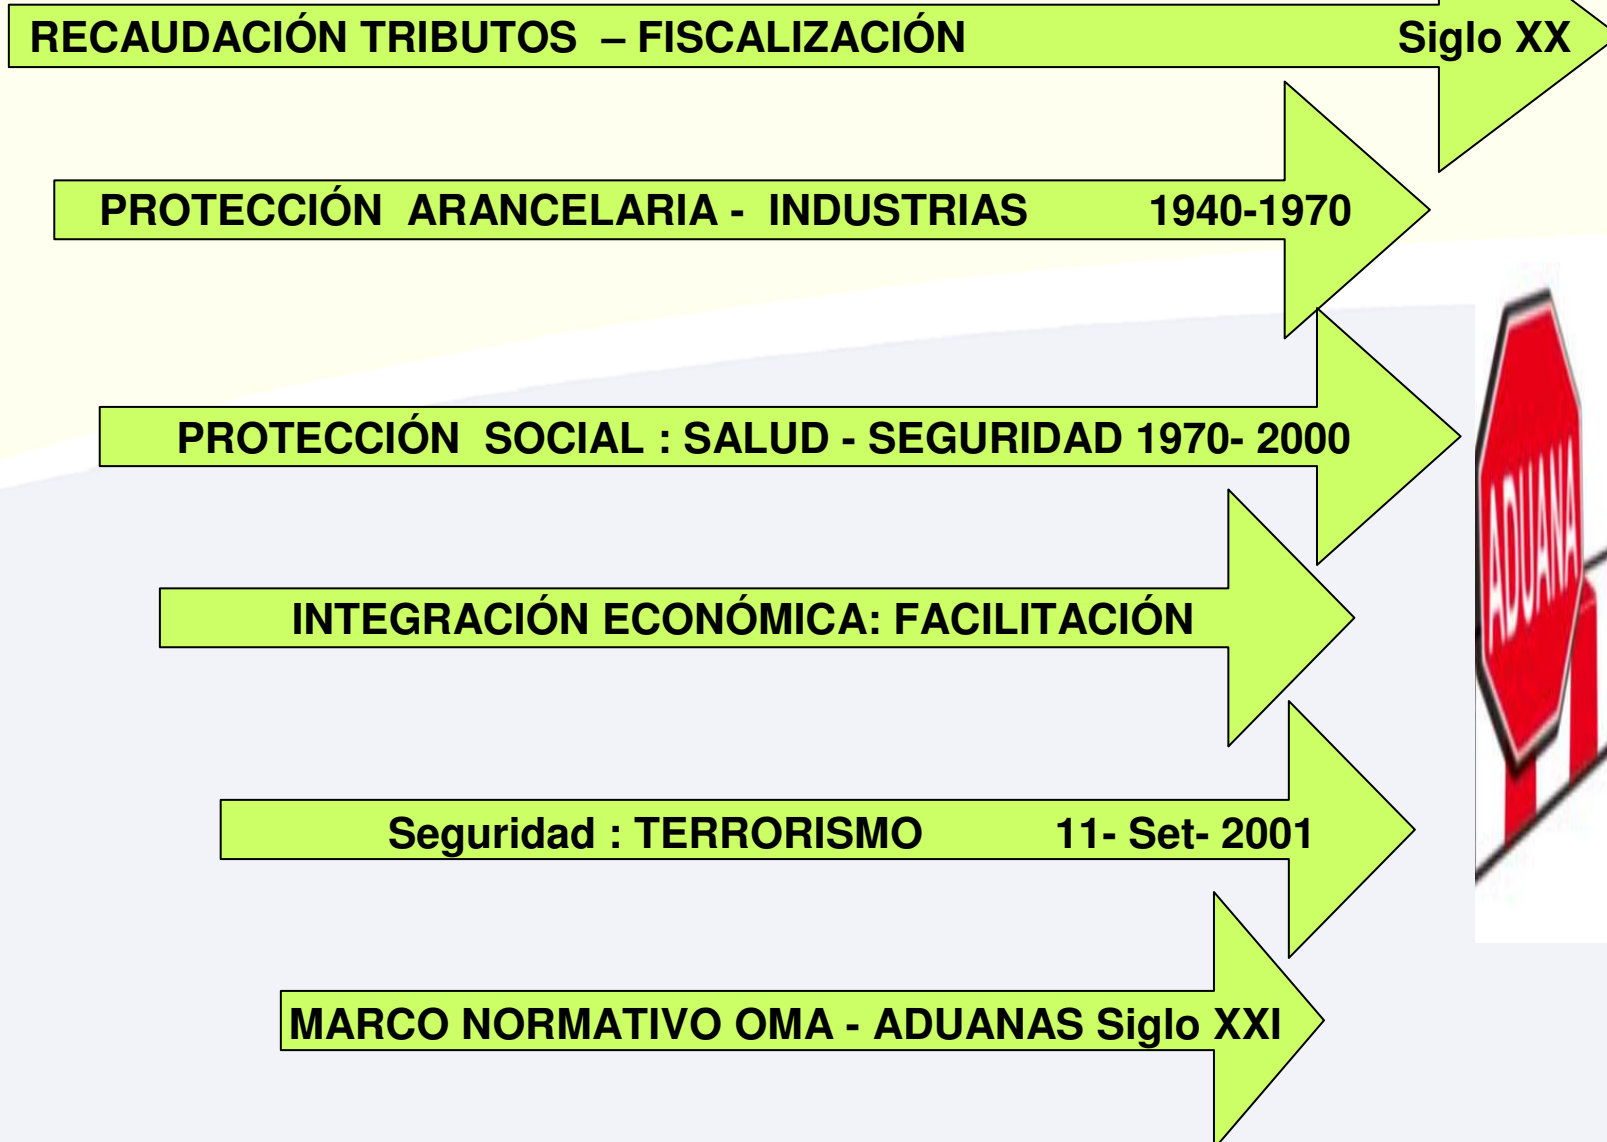 RECAUDACIÓN TRIBUTOS – FISCALIZACIÓN Siglo XX
PROTECCIÓN ARANCELARIA - INDUSTRIAS 1940-1970
PROTECCIÓN SOCIAL : SALUD - SEGURIDAD 1970- 2000
INTEGRACIÓN ECONÓMICA: FACILITACIÓN
Seguridad : TERRORISMO 11- Set- 2001
MARCO NORMATIVO OMA - ADUANAS Siglo XXI
ADUANA